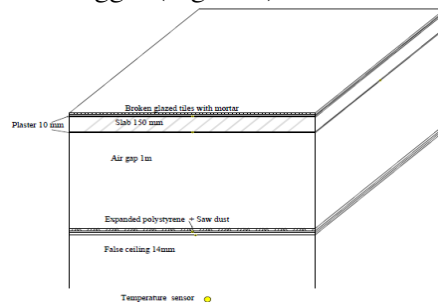 Broken glazed tiles with mortar
Plaster 10 mm
Slab 150 mm
Air gap 1m
Expanded polystyrene + Saw dust
False ceiling 14mm
Temperature sensor